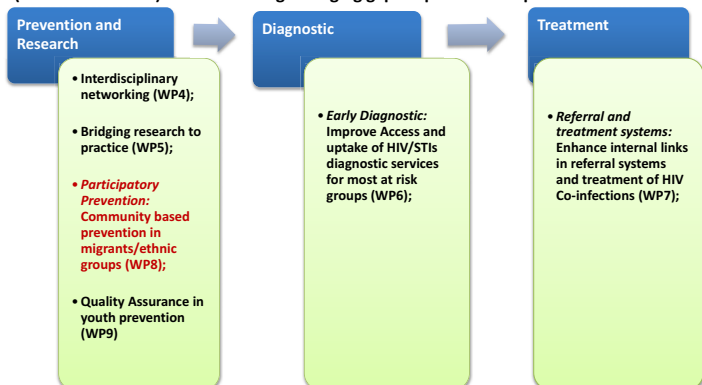 Prevention and
Research
• Interdisciplinary
networking (WP4);
• Bridging research to
practice (WP5);
• Participatory
Prevention:
Community based
prevention in
migrants/ethnic
groups (WP8);
• Quality Assurance in
youth prevention
(WP9)
Diagnostic
• Early Diagnostic:
Improve Access and
uptake of HIV/STIs
diagnostic services
for most at risk
groups (WP6);
Treatment
• Referral and
treatment systems:
Enhance internal links
in referral systems
and treatment of HIV
Co-infections (WP7);